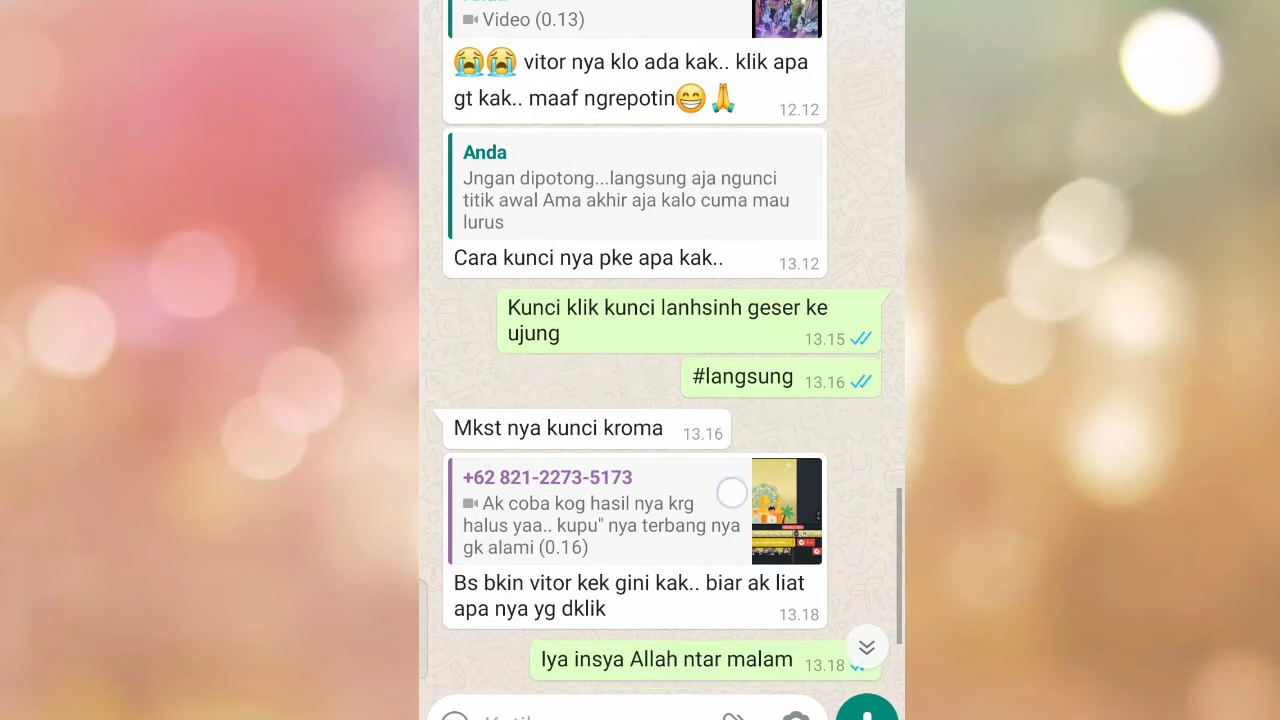 Video (0.13)
😭😭 vitor nya klo ada kak.. klik apa
gt kak.. maaf ngrepotin😁🙏
12.12
Anda
Jngan dipotong...langsung aja ngunci
titik awal Ama akhir aja kalo cuma mau
lurus
Cara kunci nya pke apa kak..
13.12
Kunci klik kunci lanhsinh geser ke
ujung
13.15
#langsung
13.16
Mkst nya kunci kroma
13.16
+62 821-2273-5173
Ak coba kog hasil nya krg
halus yaa.. kupu" nya terbang nya
gk alami (0.16)
Bs bkin vitor kek gini kak.. biar ak liat
apa nya yg dklik
13.18
Iya insya Allah ntar malam
13.18